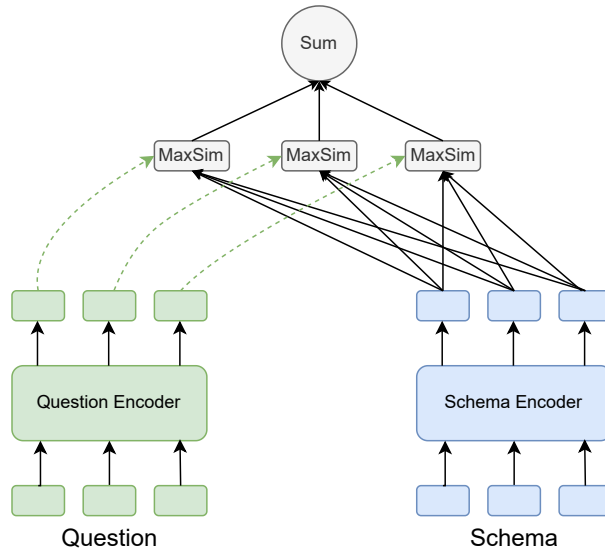 Sum
MaxSim MaxSim MaxSim
Question Encoder Schema Encoder
Question Schema